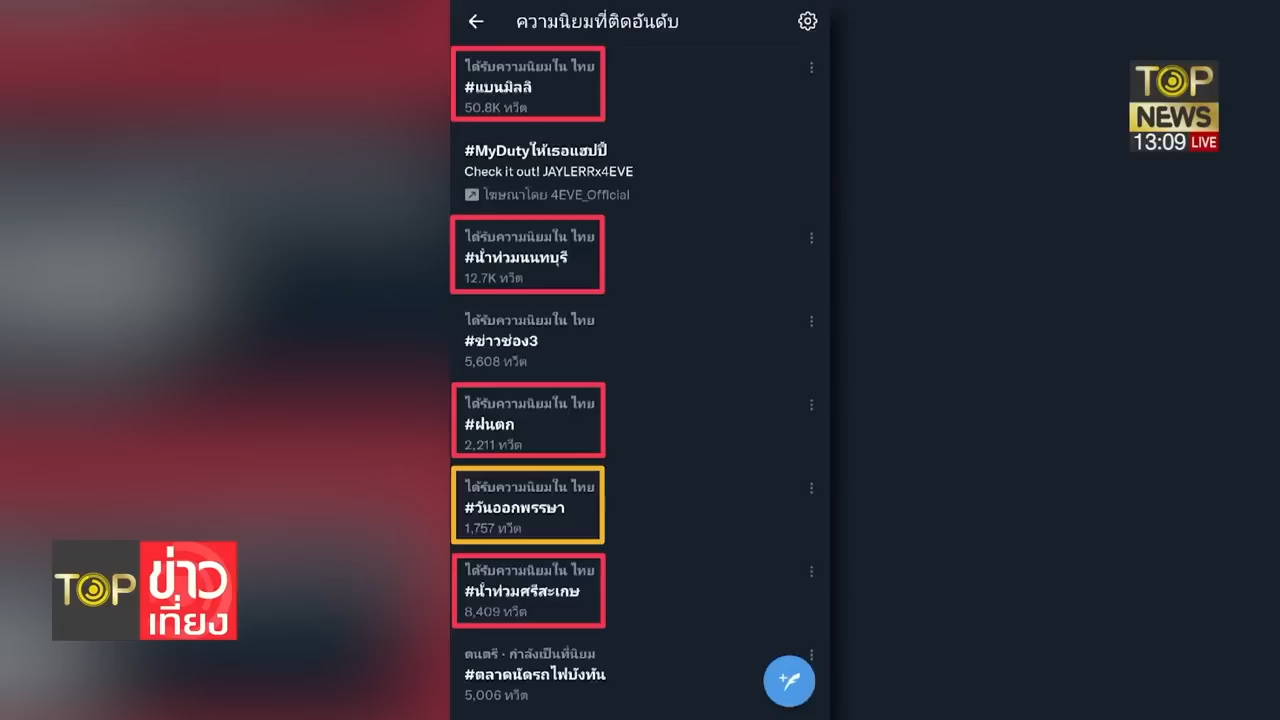 ความนิยมที่ติดอันดับ
ได้รับความนิยมใน ไทย
#แบนมิลลิ
50.8K ทวีต
#MyDutyให้เธอแฮปปี้
Check it out! JAYLERRx4EVE
โฆษณาโดย 4EVE_Official
ได้รับความนิยมใน ไทย
#น้ำท่วมนนทบุรี
12.7K ทวีต
ได้รับความนิยมใน ไทย
#ข่าวช่อง3
5,608 ทวีต
ได้รับความนิยมใน ไทย
#ฝนตก
2,211 ทวีต
ได้รับความนิยมใน ไทย
#วันออกพรรษา
1,757 ทวีต
ได้รับความนิยมใน ไทย
#น้ำท่วมศรีสะเกษ
8,409 ทวีต
ดนตรี · กำลังเป็นที่นิยม
#ตลาดนัดรถไฟบังทัน
5,006 ทวีต
TOP
NEWS
13:09 LIVE
TOP ข่าว
เที่ยง